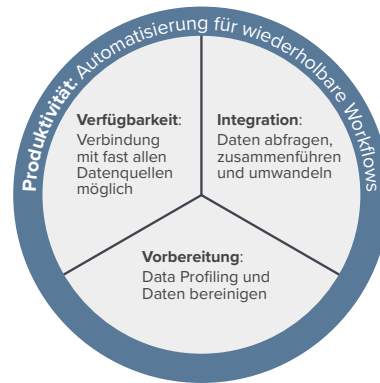 Produktivität: Automatisierung für wiederholbare Workflows
Verfügbarkeit:
Verbindung
mit fast allen
Datenquellen
möglich
Integration:
Daten abfragen,
zusammenführen
und umwandeln
Vorbereitung:
Data Profiling und
Daten bereinigen